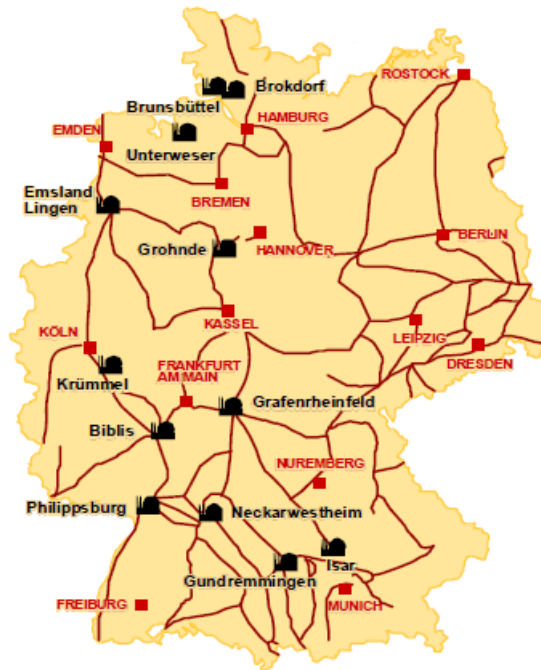 ROSTOCK
Brokdorf
Brunsbüttel
HAMBURG
EMDEN
Unterweser
Emsland
Lingen
BREMEN
BERLIN
Grohnde
HANNOVER
KÖLN
KASSEL
LEIPZIG
DRESDEN
FRANKFURT
AM MAIN
Krümmel
Grafenrheinfeld
Biblis
NUREMBERG
Philippsburg
Neckarwestheim
Isar
Gundremmingen
FREIBURG
MUNICH